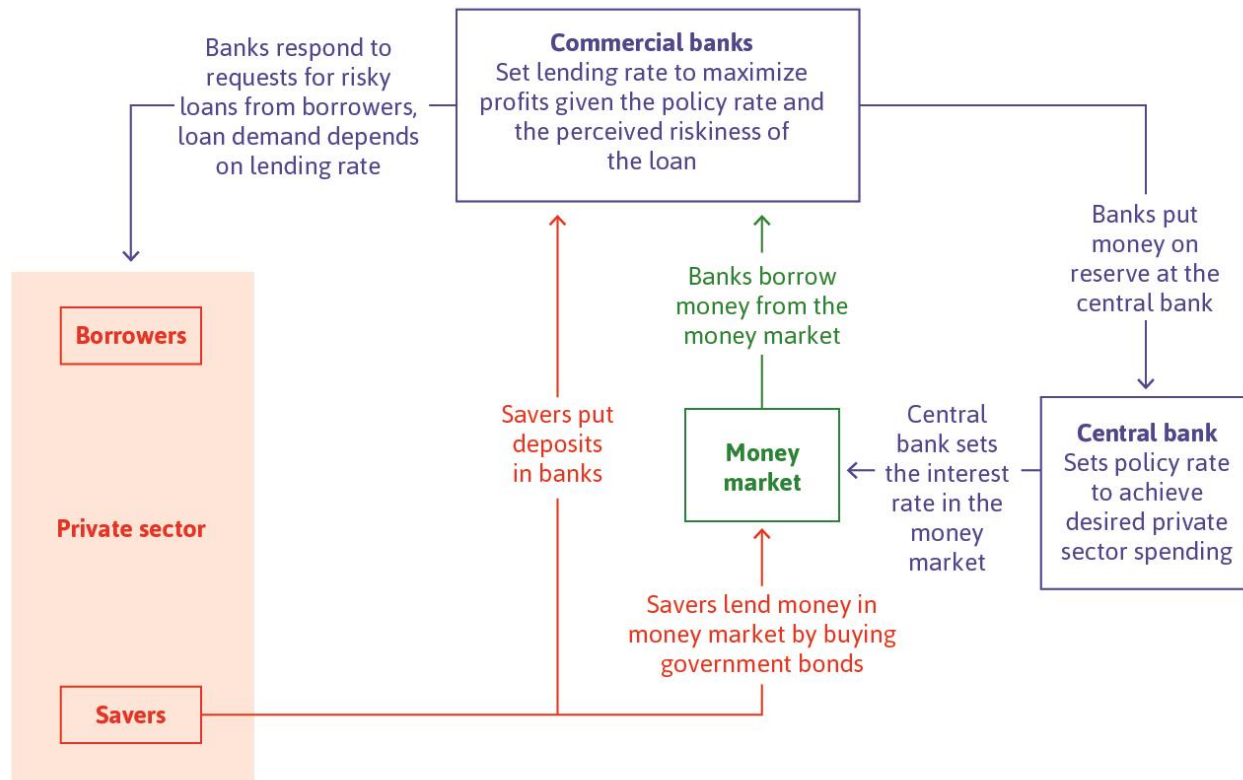 Banks respond to
requests for risky
loans from borrowers,
loan demand depends
on lending rate
Commercial banks
Set lending rate to maximize
profits given the policy rate and
the perceived riskiness of
the loan
Banks put
money on
reserve at the
central bank
Banks borrow
money from the
money market
Borrowers
Private sector
Savers
Savers put
deposits
in banks
Money
market
Central
bank sets
the interest
rate in the
money
market
Central bank
Sets policy rate
to achieve
desired private
sector spending
Savers lend money in
money market by buying
government bonds